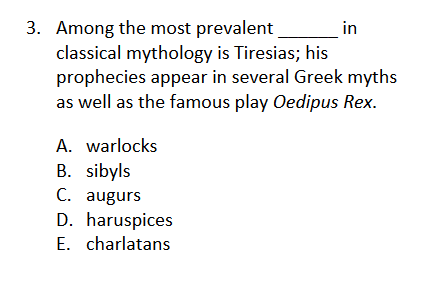 3. Among the most prevalent ______ in
classical mythology is Tiresias; his
prophecies appear in several Greek myths
as well as the famous play Oedipus Rex.
A. warlocks
B. sibyls
C. augurs
D. haruspices
E. charlatans